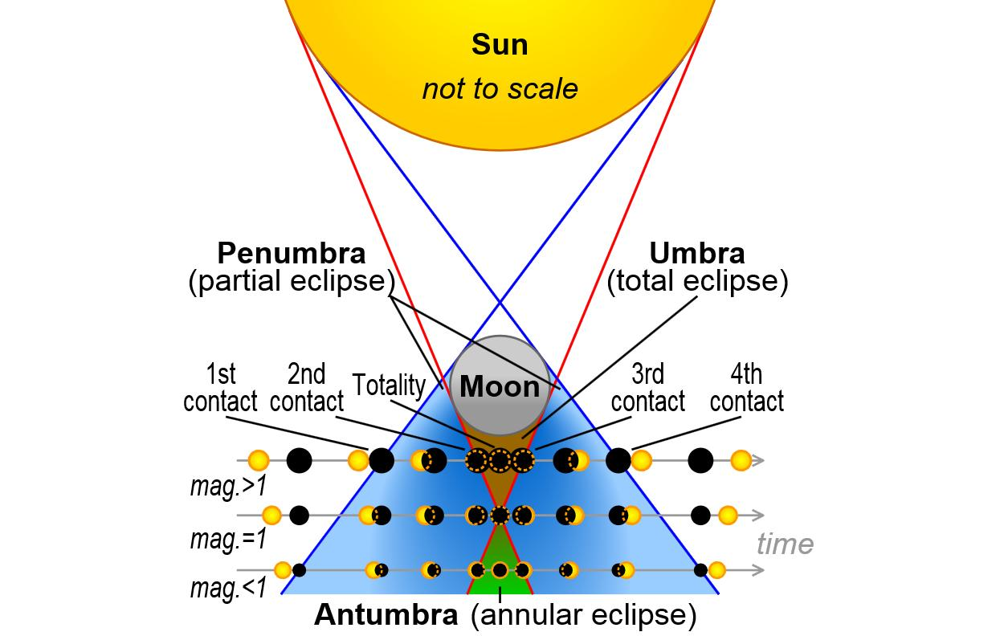 Sun
not to scale
Penumbra
(partial eclipse)
Umbra
(total eclipse)
1st
contact
2nd
contact
Totality
Moon
3rd
contact
4th
contact
mag.>1
mag.=1
time
mag.<1
Antumbra (annular eclipse)